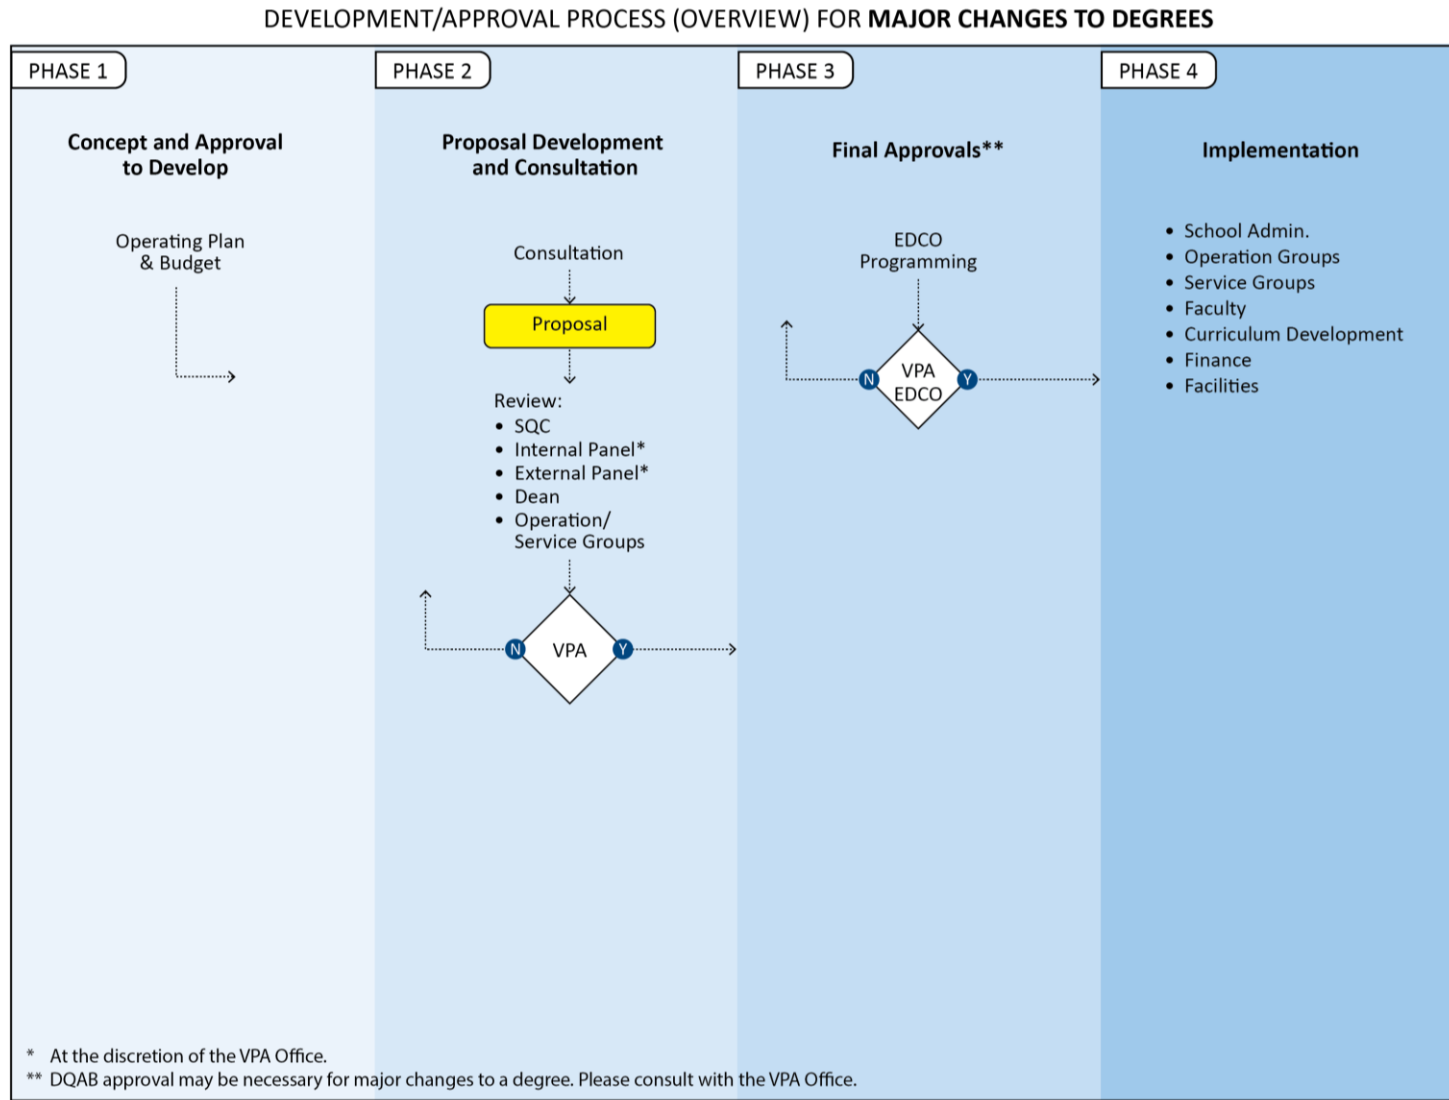 DEVELOPMENT/APPROVAL PROCESS (OVERVIEW) FOR MAJOR CHANGES TO DEGREES
PHASE 1
Concept and Approval
to Develop
Operating Plan
& Budget
PHASE 2
Proposal Development
and Consultation
Consultation
Proposal
Review:
• SQC
• Internal Panel*
• External Panel*
• Dean
• Operation/
Service Groups
N
VPA
Y
PHASE 3
Final Approvals**
EDCO
Programming
N
VPA
EDCO
Y
PHASE 4
Implementation
• School Admin.
• Operation Groups
• Service Groups
• Faculty
• Curriculum Development
• Finance
• Facilities
* At the discretion of the VPA Office.
** DQAB approval may be necessary for major changes to a degree. Please consult with the VPA Office.